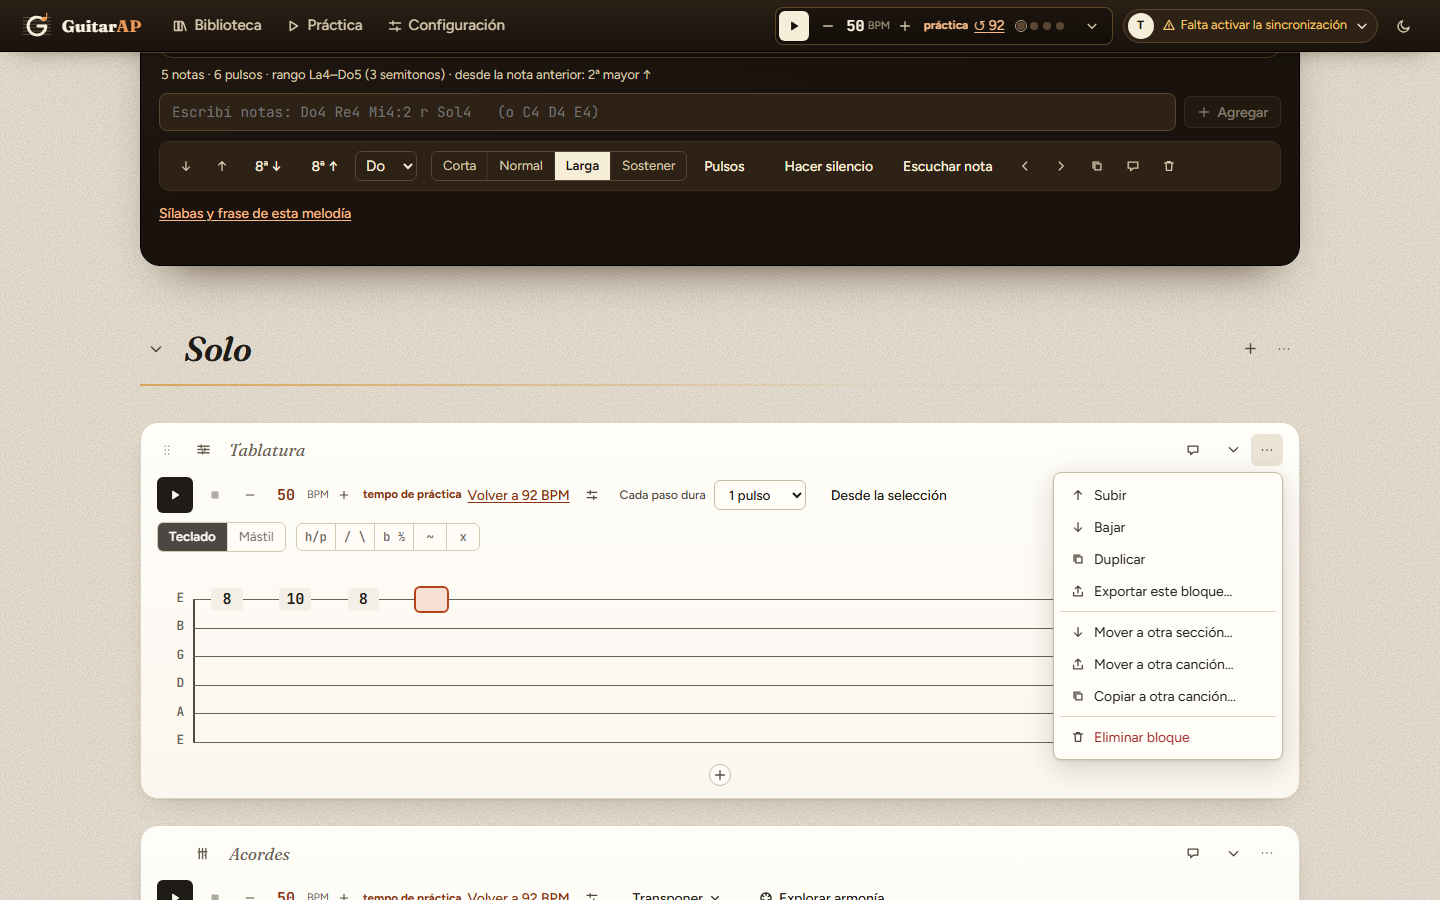 GuitarAP Biblioteca Práctica Configuración 50 BPM práctica ↺ 92 T Falta activar la sincronización
5 notas · 6 pulsos · rango La4–Do5 (3 semitonos) · desde la nota anterior: 2ª mayor ↑
Escribí notas: Do4 Re4 Mi4:2 r Sol4 (o C4 D4 E4) + Agregar
↓ ↑ 8ª ↓ 8ª ↑ Do Corta Normal Larga Sostener Pulsos Hacer silencio Escuchar nota
Sílabas y frase de esta melodía
Solo
Tablatura
50 BPM tempo de práctica Volver a 92 BPM Cada paso dura 1 pulso Desde la selección
Teclado Mástil h/p / \ b ½ ~ x
E 8 10 8
B
G
D
A
E
Subir
Bajar
Duplicar
Exportar este bloque...
Mover a otra sección...
Mover a otra canción...
Copiar a otra canción...
Eliminar bloque
Acordes
50 BPM tempo de práctica Volver a 92 BPM Transponer Explorar armonía